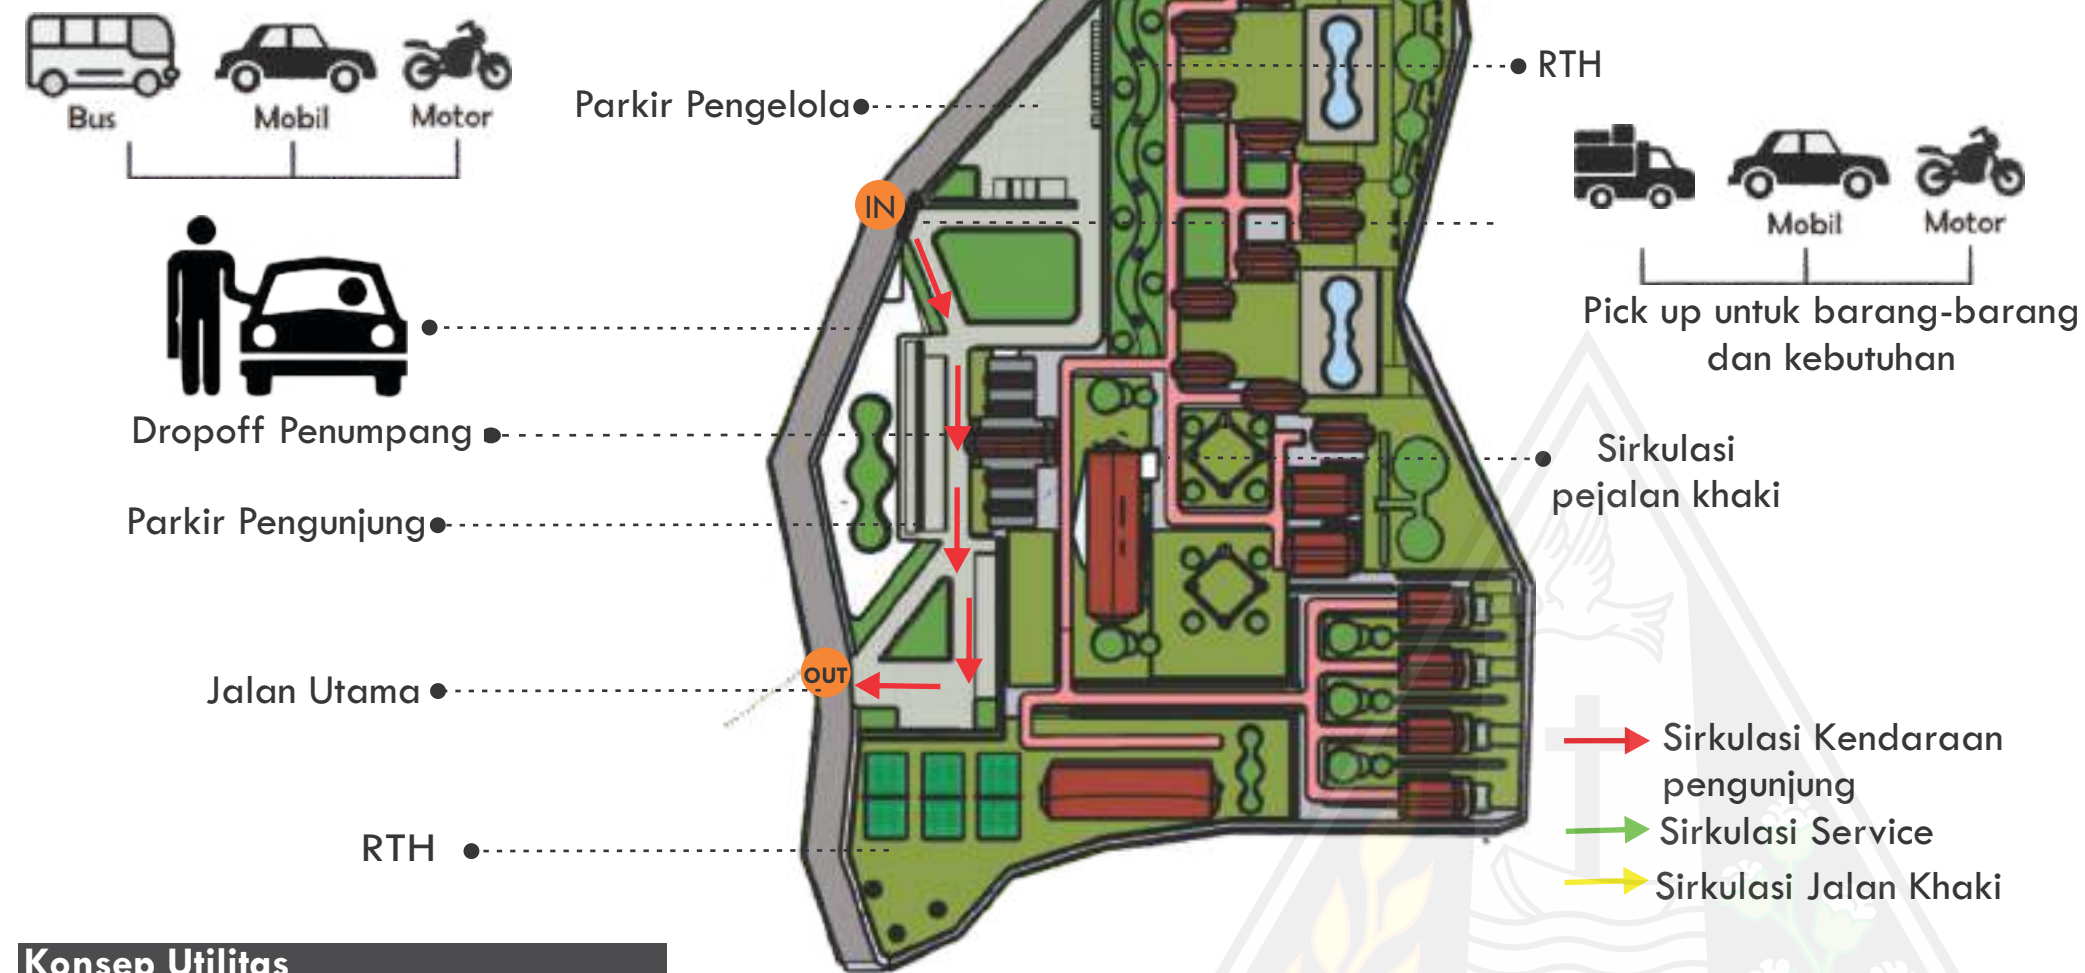 Bus
Mobil
Motor
Parkir Pengelola
RTH
IN
Mobil
Motor
Pick up untuk barang-barang
dan kebutuhan
Dropoff Penumpang
Sirkulasi
pejalan khaki
Parkir Pengunjung
OUT
Jalan Utama
Sirkulasi Kendaraan
pengunjung
Sirkulasi Service
RTH
Sirkulasi Jalan Khaki
Konsep Utilitas